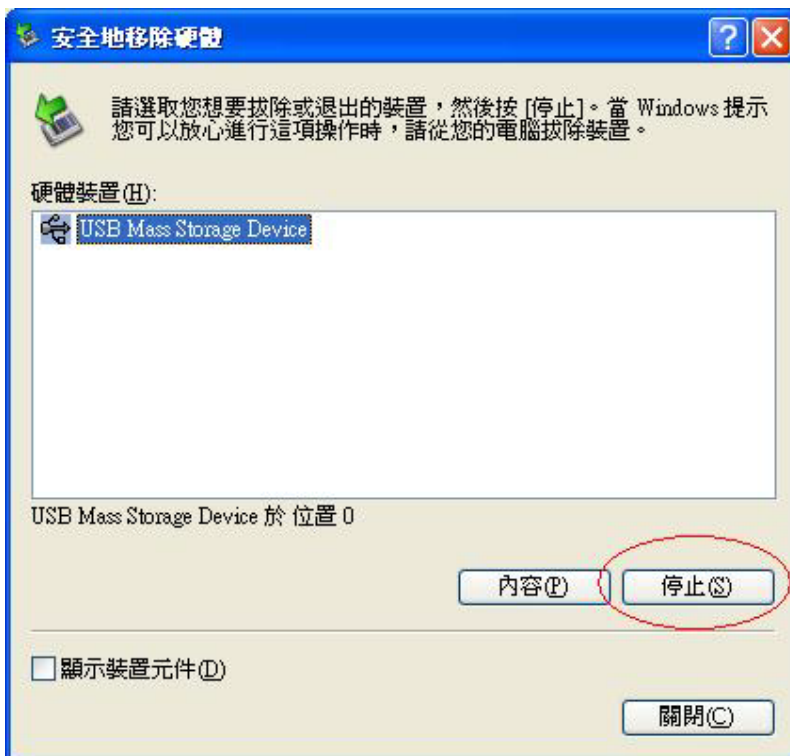 安全地移除硬體
請選取您想要拔除或退出的裝置，然後按 [停止]。當 Windows 提示
您可以放心進行這項操作時，請從您的電腦拔除裝置。
硬體裝置(H):
USB Mass Storage Device
USB Mass Storage Device 於 位置 0
內容(P)
停止(S)
顯示裝置元件(D)
關閉(C)